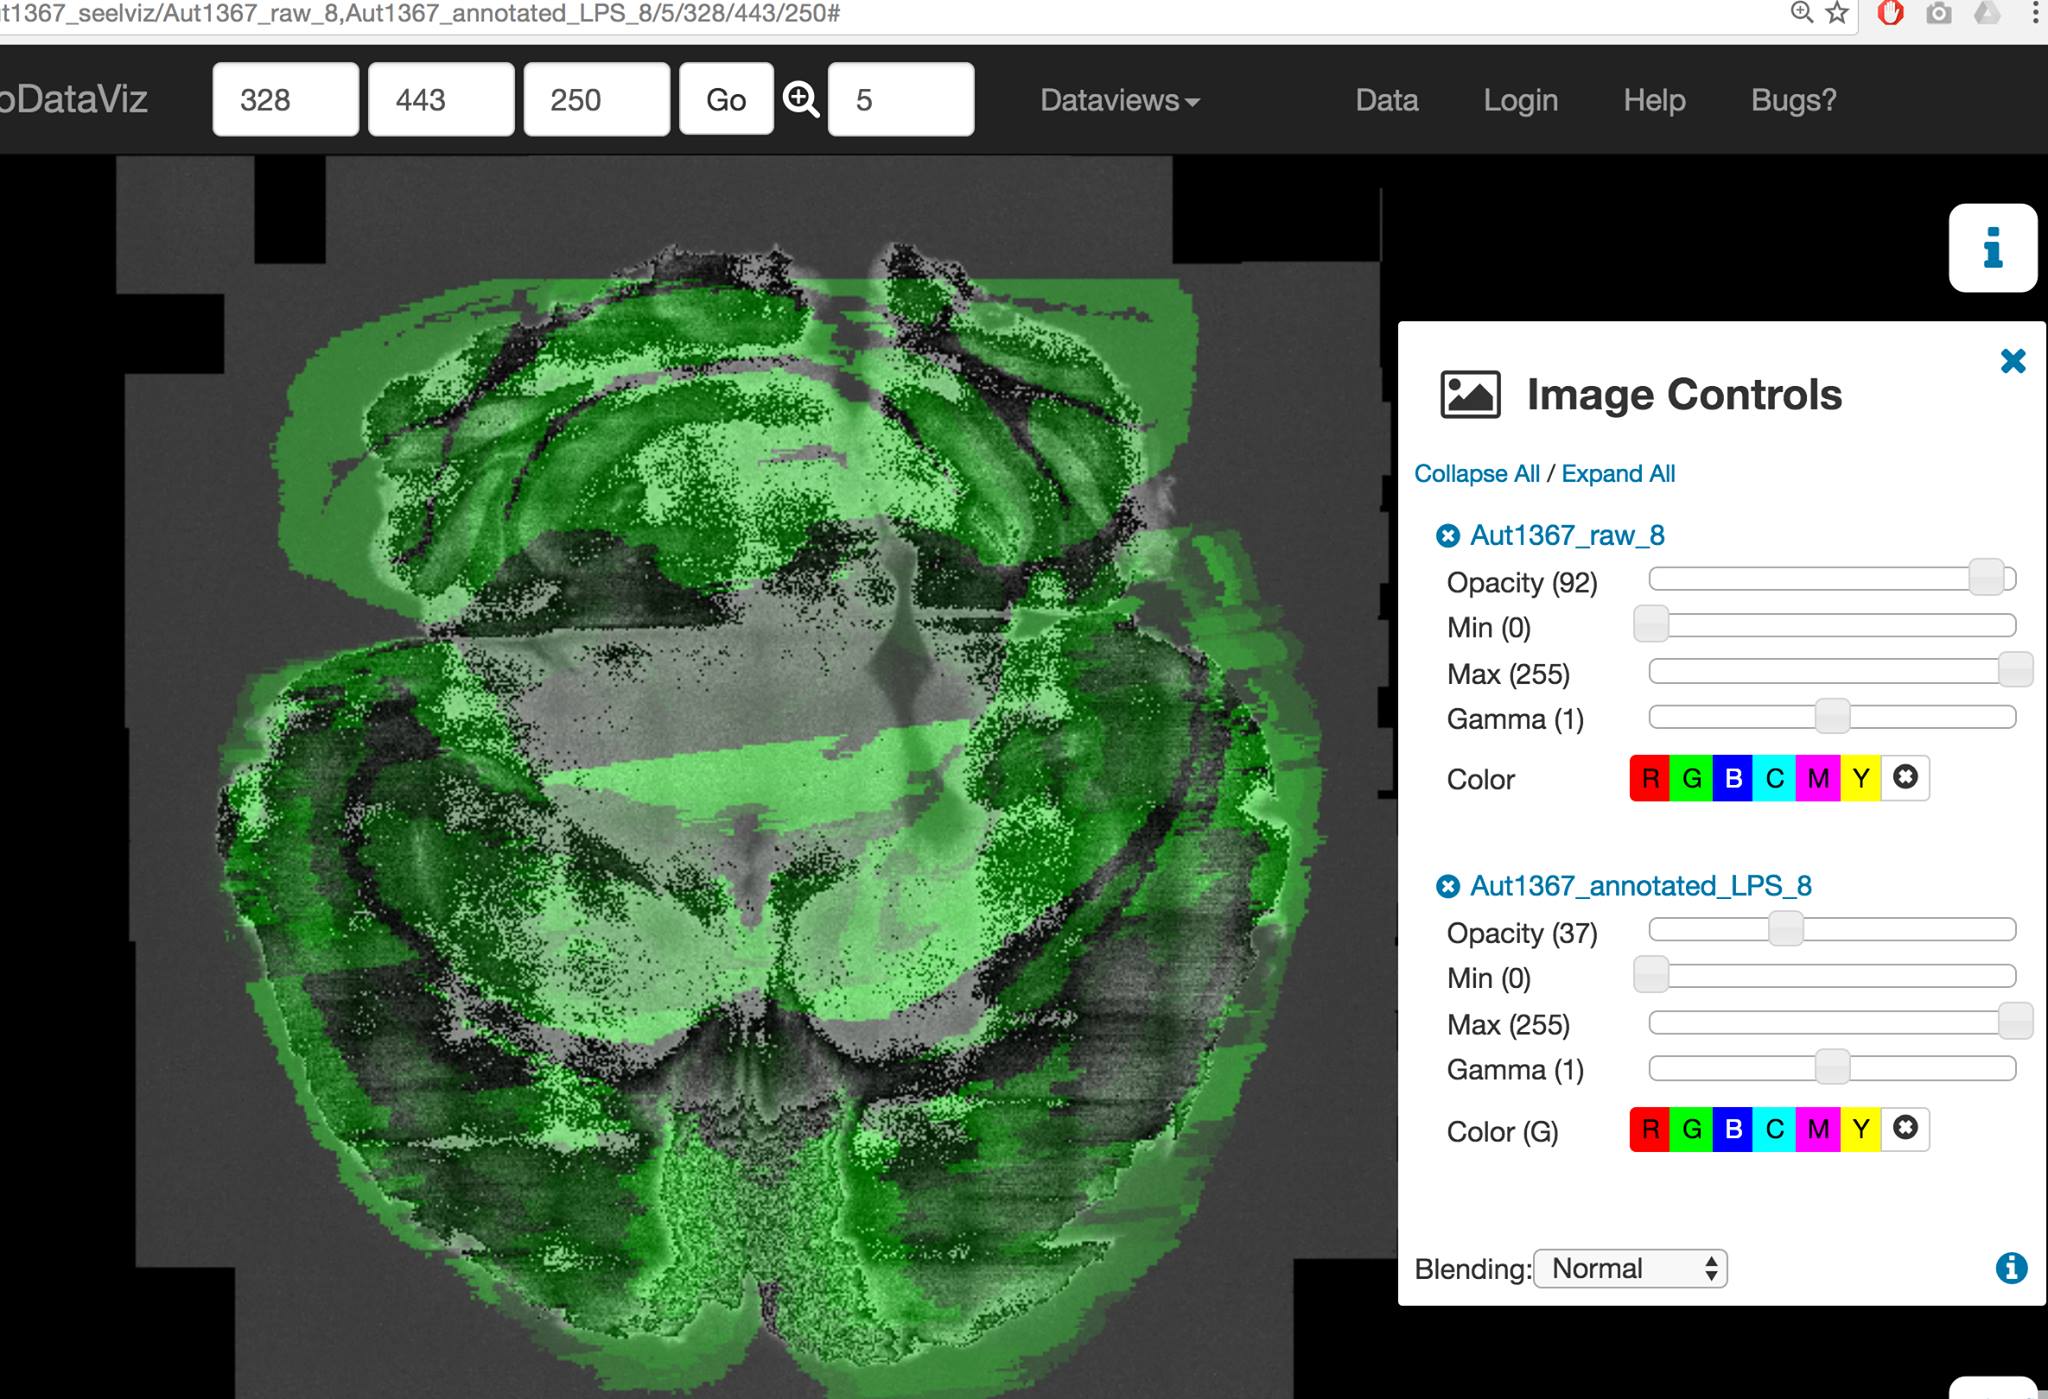 ut1367_seelviz/Aut1367_raw_8,Aut1367_annotated_LPS_8/5/328/443/250#
oDataViz 328 443 250 Go 5 Dataviews Data Login Help Bugs?
i
Image Controls
Collapse All / Expand All
Aut1367_raw_8
Opacity (92)
Min (0)
Max (255)
Gamma (1)
Color R G B C M Y
Aut1367_annotated_LPS_8
Opacity (37)
Min (0)
Max (255)
Gamma (1)
Color (G) R G B C M Y
Blending: Normal i